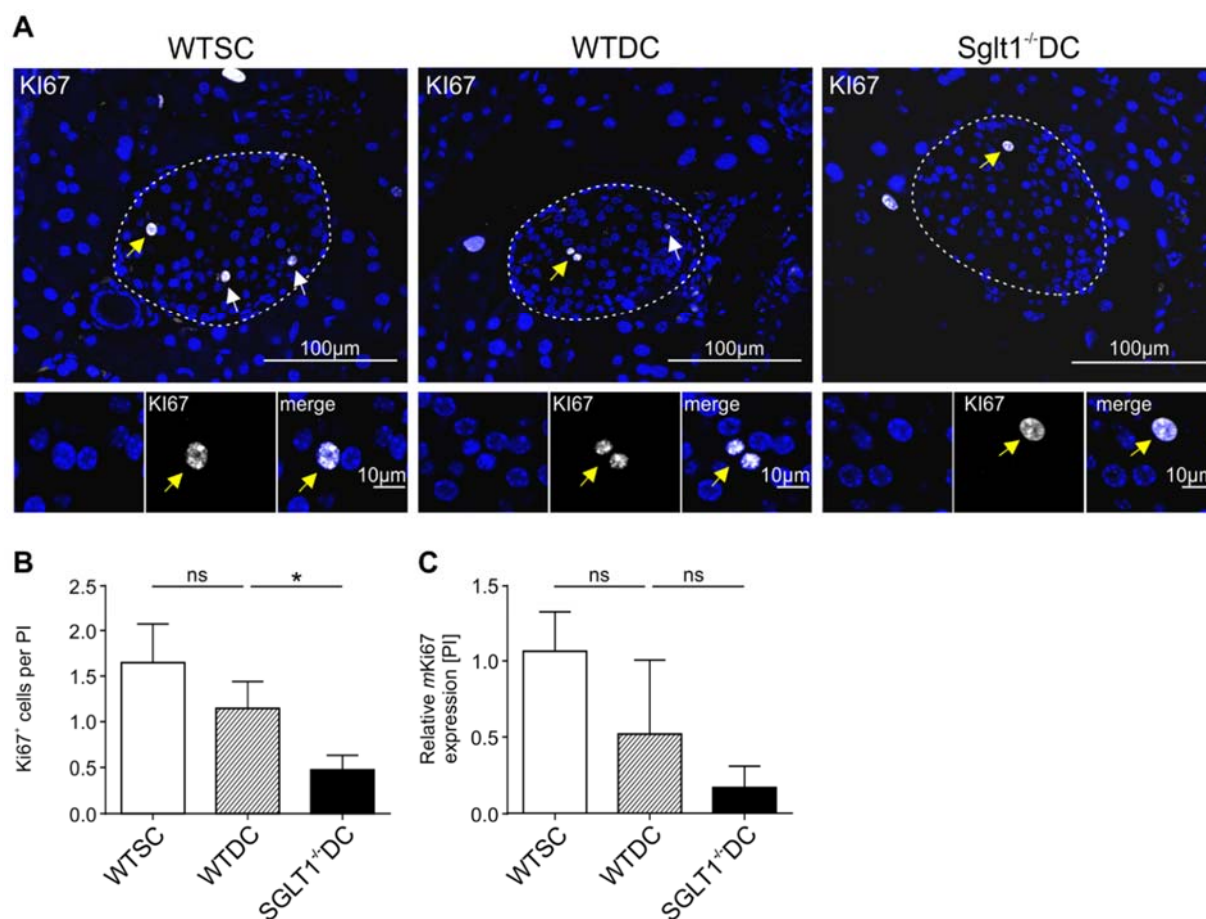 A
WTSC
WTDC
Sglt1-/-DC
KI67
KI67
KI67
100µm
100µm
100µm
KI67
merge
10µm
KI67
merge
10µm
KI67
merge
10µm
B
ns
*
2.5
2.0
1.5
1.0
0.5
0.0
Ki67+ cells per PI
WTSC
WTDC
SGLT1-/-DC
C
ns
ns
1.5
1.0
0.5
0.0
Relative mKi67
expression [PI]
WTSC
WTDC
SGLT1-/-DC